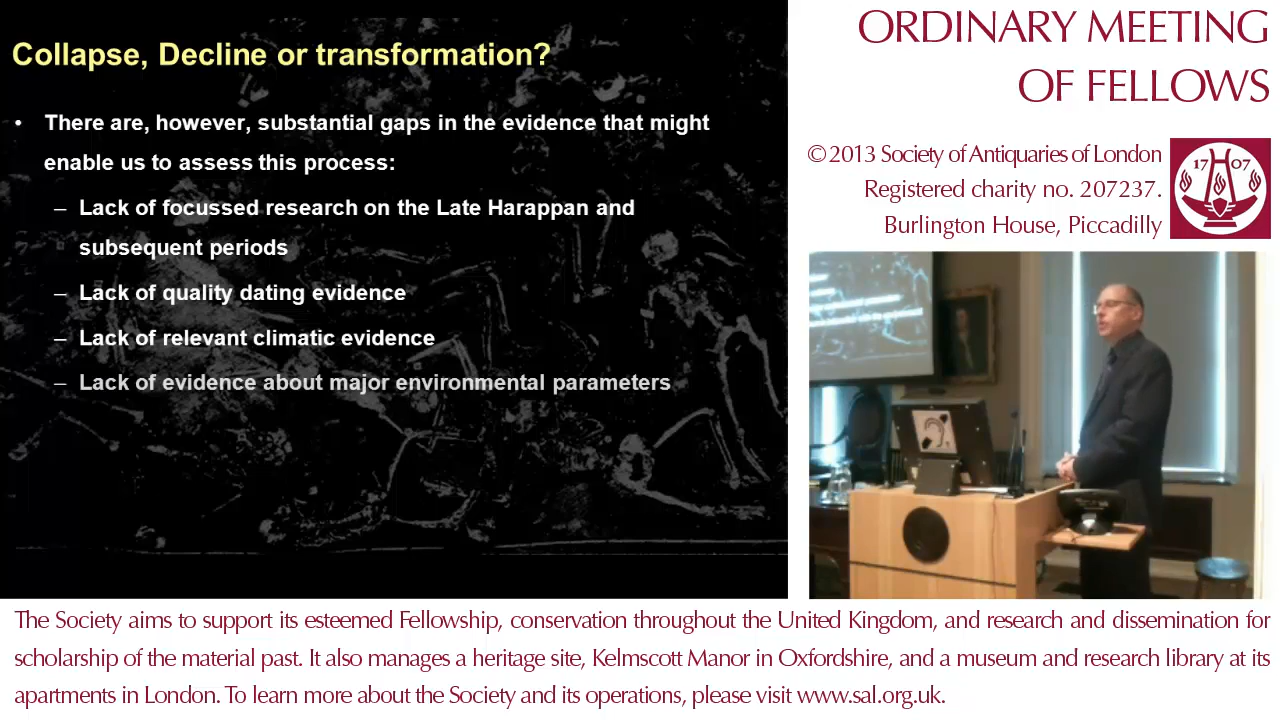 Collapse, Decline or transformation?
• There are, however, substantial gaps in the evidence that might
enable us to assess this process:
– Lack of focussed research on the Late Harappan and
subsequent periods
– Lack of quality dating evidence
– Lack of relevant climatic evidence
– Lack of evidence about major environmental parameters
ORDINARY MEETING
OF FELLOWS
© 2013 Society of Antiquaries of London
Registered charity no. 207237.
Burlington House, Piccadilly
17 07
The Society aims to support its esteemed Fellowship, conservation throughout the United Kingdom, and research and dissemination for
scholarship of the material past. It also manages a heritage site, Kelmscott Manor in Oxfordshire, and a museum and research library at its
apartments in London. To learn more about the Society and its operations, please visit www.sal.org.uk.